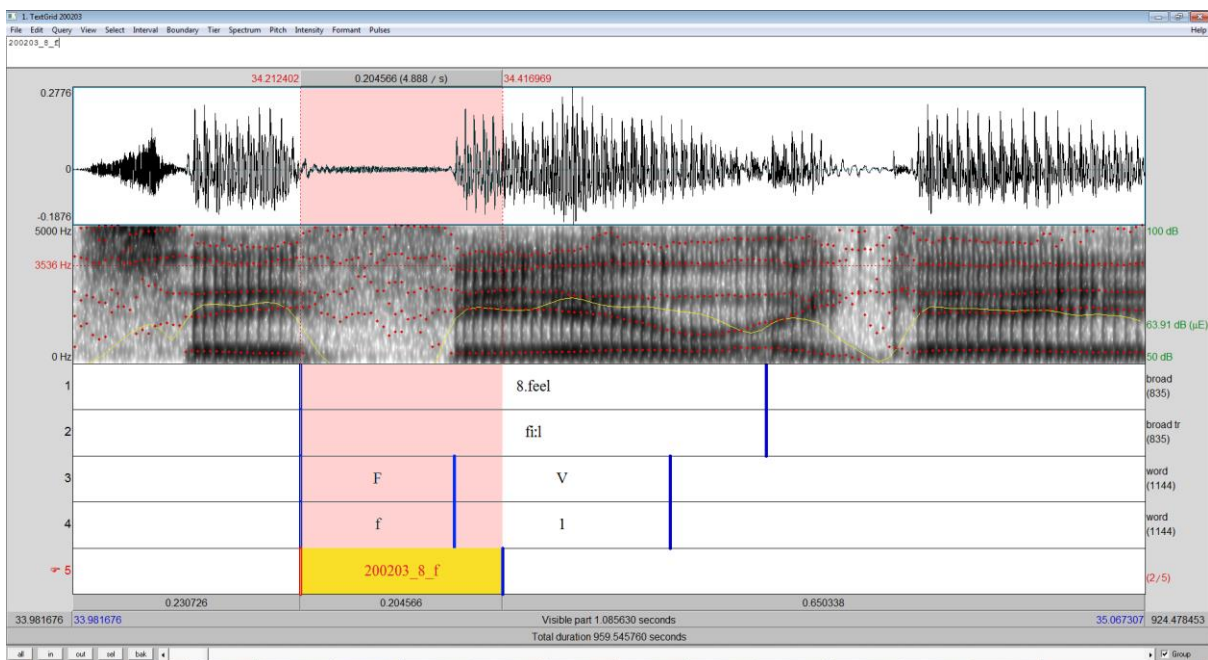 1. TextGrid 200203
File Edit Query View Select Interval Boundary Tier Spectrum Pitch Intensity Formant Pulses Help
200203_8_f
34.212402 0.204566 (4.888 / s) 34.416969
0.2776
0
-0.1876
5000 Hz 100 dB
3536 Hz
63.91 dB (µE)
0 Hz 50 dB
1 8.feel broad (835)
2 fi:l broad tr (835)
3 F V word (1144)
4 f l word (1144)
5 200203_8_f (2/5)
0.230726 0.204566 0.650338
33.981676 33.981676 Visible part 1.085630 seconds 35.067307 924.478453
Total duration 959.545760 seconds
all in out sel bak Group